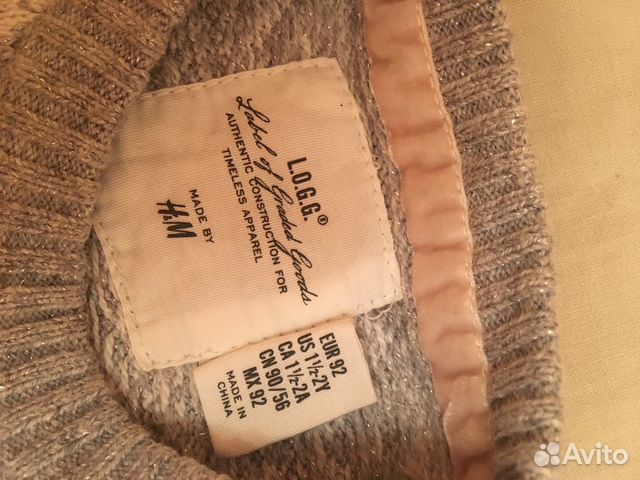 L.O.G.G.®
Label of Graded Goods
AUTHENTIC CONSTRUCTION FOR
TIMELESS APPAREL
MADE BY
H&M
EUR 92
US 1½-2Y
CA 1½-2A
CN 90/56
MX 92
MADE IN
CHINA
Avito